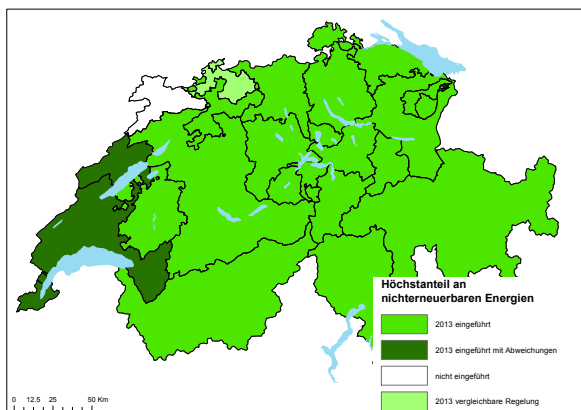 Höchstanteil an
nichterneuerbaren Energien
2013 eingeführt
2013 eingeführt mit Abweichungen
nicht eingeführt
2013 vergleichbare Regelung
0 12.5 25 50 Km